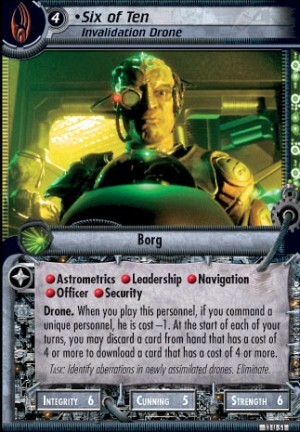 4
•Six of Ten
Invalidation Drone
Borg
Astrometrics Leadership Navigation
Officer Security
Drone. When you play this personnel, if you command a
unique personnel, he is cost –1. At the start of each of your
turns, you may discard a card from hand that has a cost of
4 or more to download a card that has a cost of 4 or more.
Task: Identify aberrations in newly assimilated drones. Eliminate.
INTEGRITY 6 CUNNING 5 STRENGTH 6